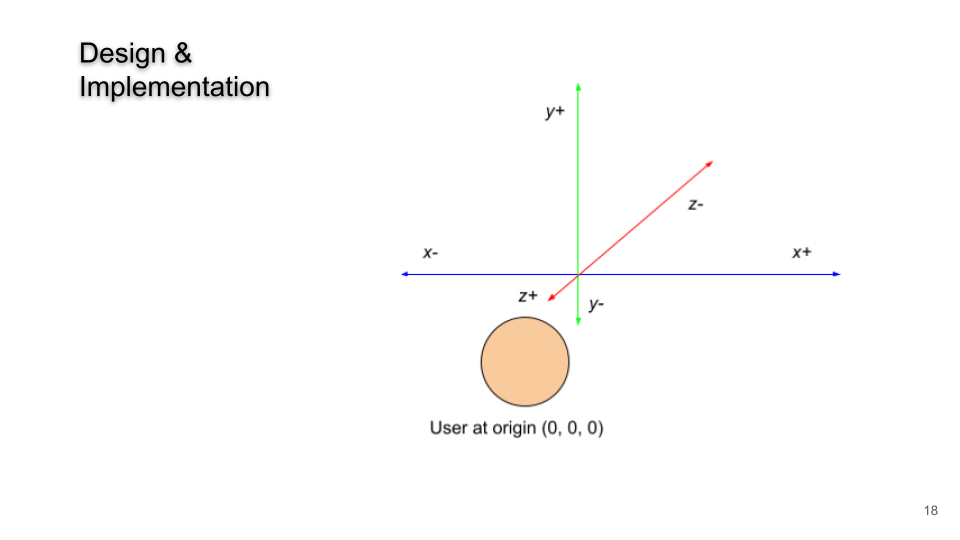 Design &
Implementation
y+
z-
x-
x+
z+
y-
User at origin (0, 0, 0)
18